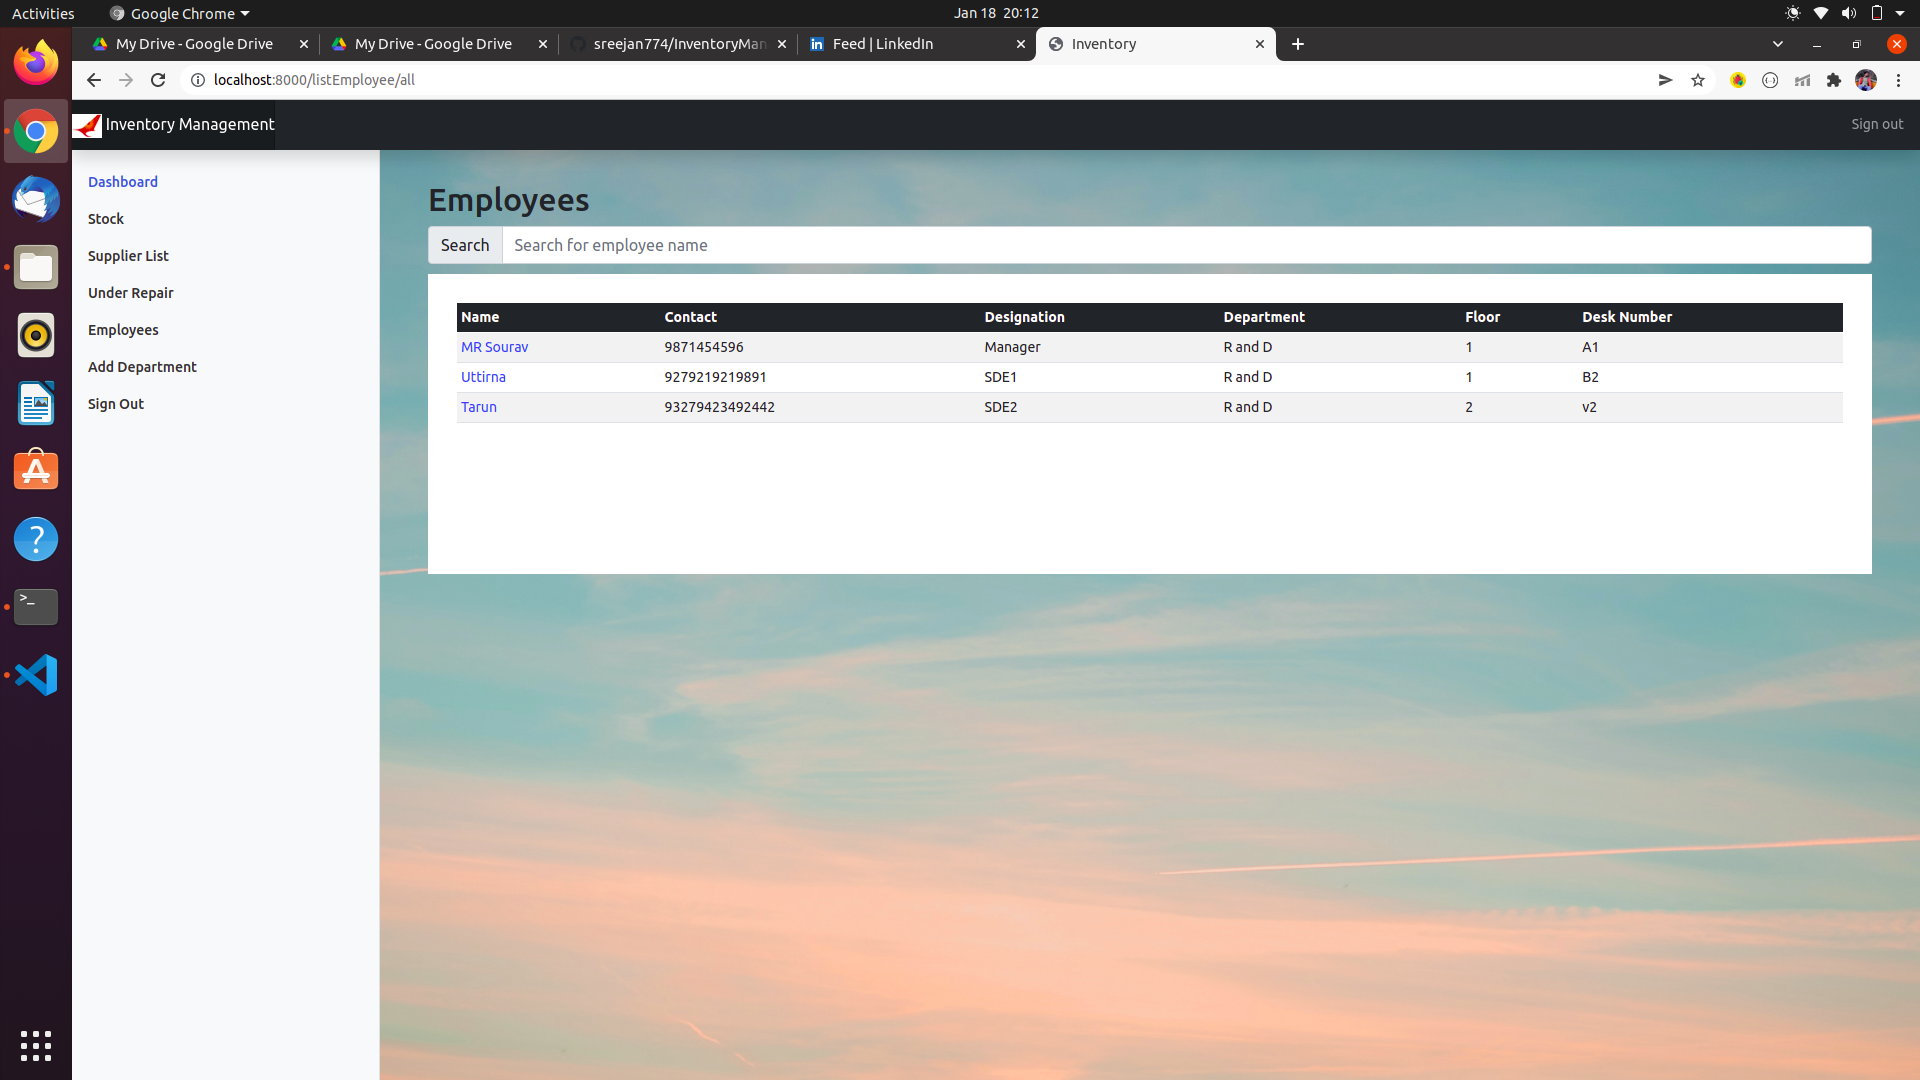 Activities Google Chrome Jan 18 20:12
My Drive - Google Drive My Drive - Google Drive sreejan774/InventoryMan Feed | LinkedIn Inventory
localhost:8000/listEmployee/all
Inventory Management Sign out
Dashboard
Stock
Supplier List
Under Repair
Employees
Add Department
Sign Out
Employees
Search Search for employee name
Name Contact Designation Department Floor Desk Number
MR Sourav 9871454596 Manager R and D 1 A1
Uttirna 9279219219891 SDE1 R and D 1 B2
Tarun 93279423492442 SDE2 R and D 2 v2